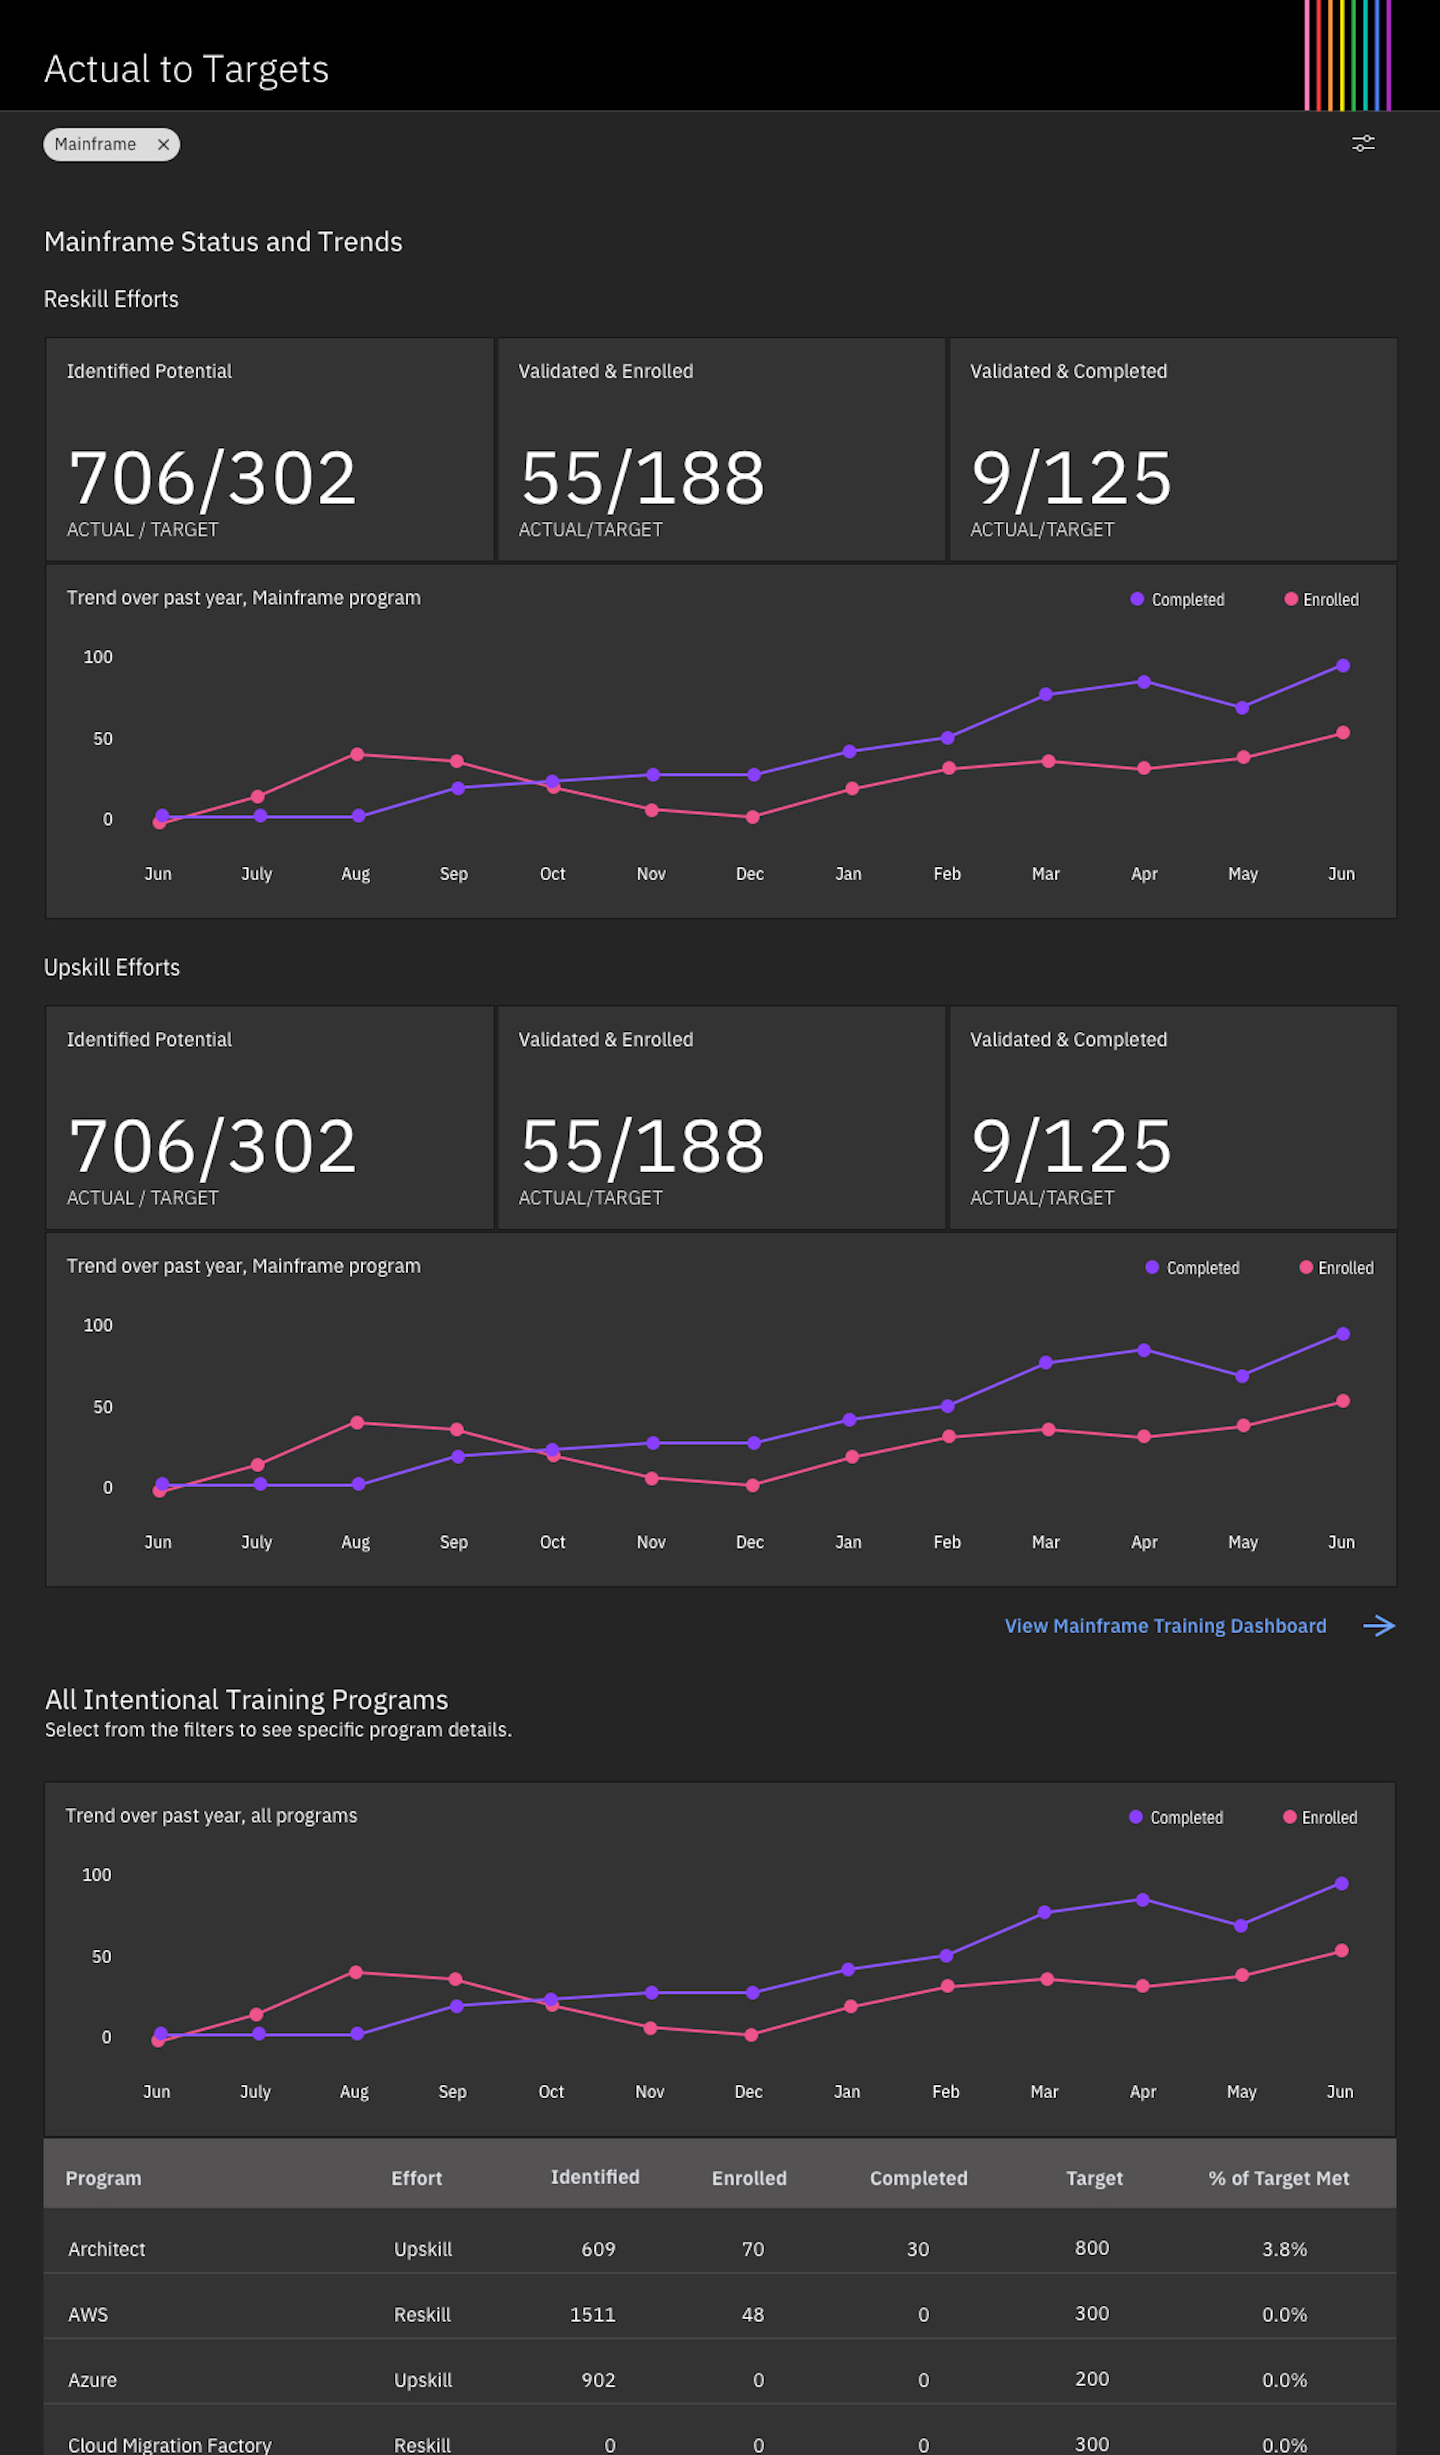 Actual to Targets
Mainframe
Mainframe Status and Trends
Reskill Efforts
Identified Potential
706/302
ACTUAL / TARGET
Validated & Enrolled
55/188
ACTUAL/TARGET
Validated & Completed
9/125
ACTUAL/TARGET
Trend over past year, Mainframe program
Completed Enrolled
100
50
0
Jun July Aug Sep Oct Nov Dec Jan Feb Mar Apr May Jun
Upskill Efforts
Identified Potential
706/302
ACTUAL / TARGET
Validated & Enrolled
55/188
ACTUAL/TARGET
Validated & Completed
9/125
ACTUAL/TARGET
Trend over past year, Mainframe program
Completed Enrolled
100
50
0
Jun July Aug Sep Oct Nov Dec Jan Feb Mar Apr May Jun
View Mainframe Training Dashboard
All Intentional Training Programs
Select from the filters to see specific program details.
Trend over past year, all programs
Completed Enrolled
100
50
0
Jun July Aug Sep Oct Nov Dec Jan Feb Mar Apr May Jun
Program Effort Identified Enrolled Completed Target % of Target Met
Architect Upskill 609 70 30 800 3.8%
AWS Reskill 1511 48 0 300 0.0%
Azure Upskill 902 0 0 200 0.0%
Cloud Migration Factory Reskill 0 0 0 300 0.0%